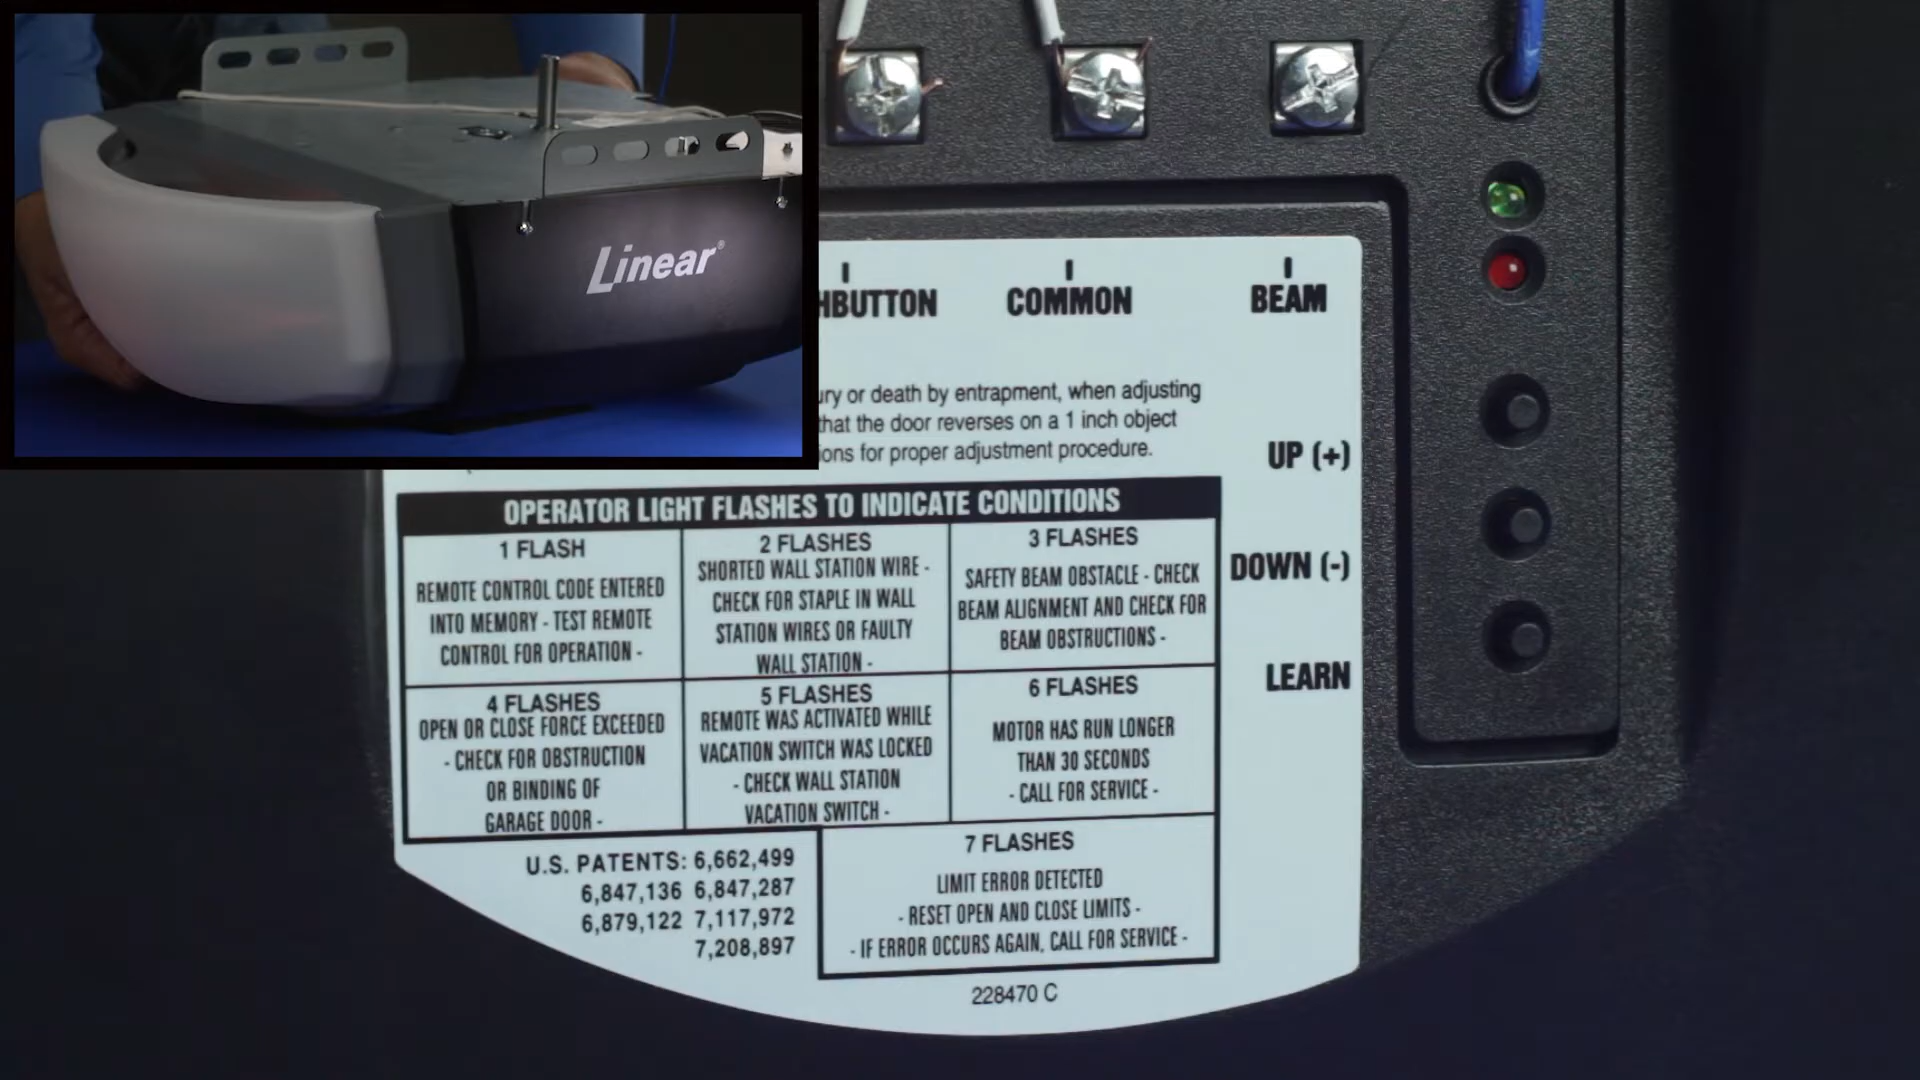 Linear®
HBUTTON COMMON BEAM
ury or death by entrapment, when adjusting
that the door reverses on a 1 inch object
ions for proper adjustment procedure.
UP (+)
DOWN (-)
LEARN
OPERATOR LIGHT FLASHES TO INDICATE CONDITIONS
1 FLASH
REMOTE CONTROL CODE ENTERED
INTO MEMORY - TEST REMOTE
CONTROL FOR OPERATION -
2 FLASHES
SHORTED WALL STATION WIRE -
CHECK FOR STAPLE IN WALL
STATION WIRES OR FAULTY
WALL STATION -
3 FLASHES
SAFETY BEAM OBSTACLE - CHECK
BEAM ALIGNMENT AND CHECK FOR
BEAM OBSTRUCTIONS -
4 FLASHES
OPEN OR CLOSE FORCE EXCEEDED
- CHECK FOR OBSTRUCTION
OR BINDING OF
GARAGE DOOR -
5 FLASHES
REMOTE WAS ACTIVATED WHILE
VACATION SWITCH WAS LOCKED
- CHECK WALL STATION
VACATION SWITCH -
6 FLASHES
MOTOR HAS RUN LONGER
THAN 30 SECONDS
- CALL FOR SERVICE -
7 FLASHES
LIMIT ERROR DETECTED
- RESET OPEN AND CLOSE LIMITS -
- IF ERROR OCCURS AGAIN, CALL FOR SERVICE -
U.S. PATENTS: 6,662,499
6,847,136 6,847,287
6,879,122 7,117,972
7,208,897
228470 C